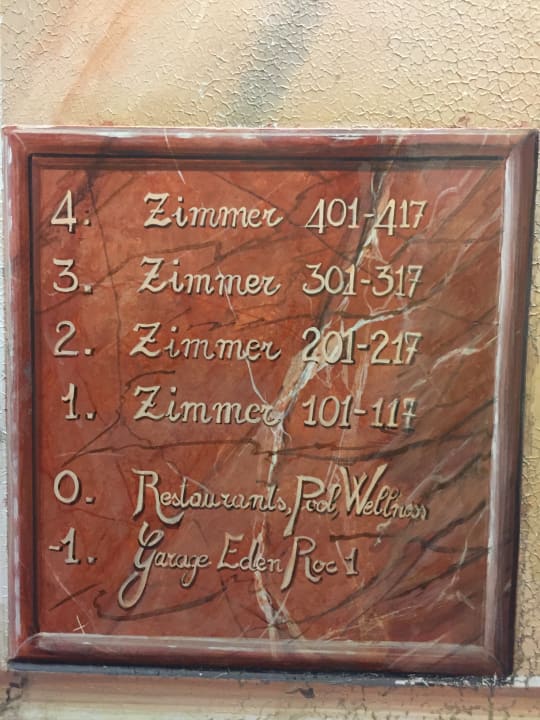 4. Zimmer 401-417
3. Zimmer 301-317
2. Zimmer 201-217
1. Zimmer 101-117
0. Restaurants, Pool, Wellness
-1. Garage Eden Roc 1